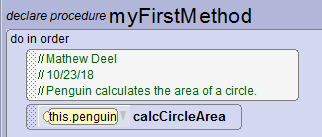 declare procedure myFirstMethod
do in order
// Mathew Deel
// 10/23/18
// Penguin calculates the area of a circle.
this.penguin calcCircleArea